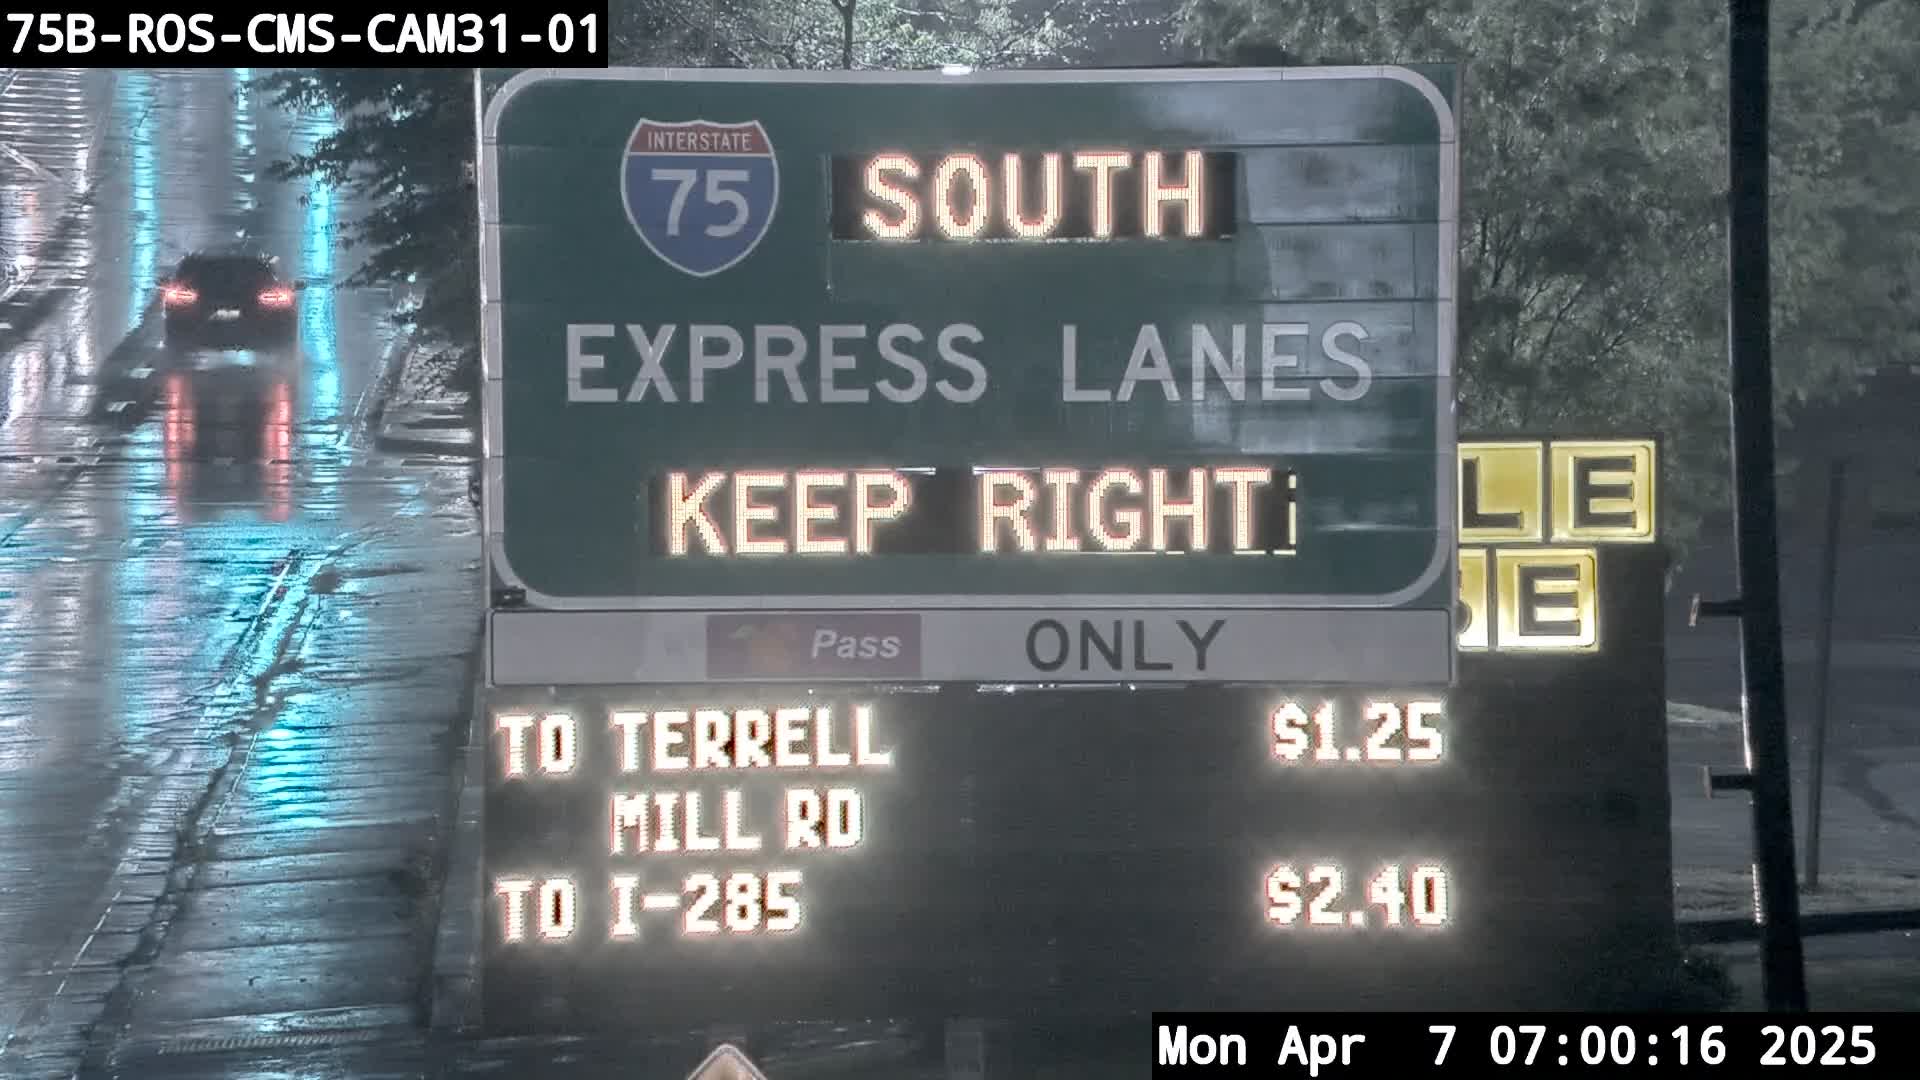 75B-ROS-CMS-CAM31-01
INTERSTATE
75
SOUTH
EXPRESS LANES
KEEP RIGHT
LE
E
Pass ONLY
TO TERRELL $1.25
MILL RD
TO I-285 $2.40
Mon Apr 7 07:00:16 2025